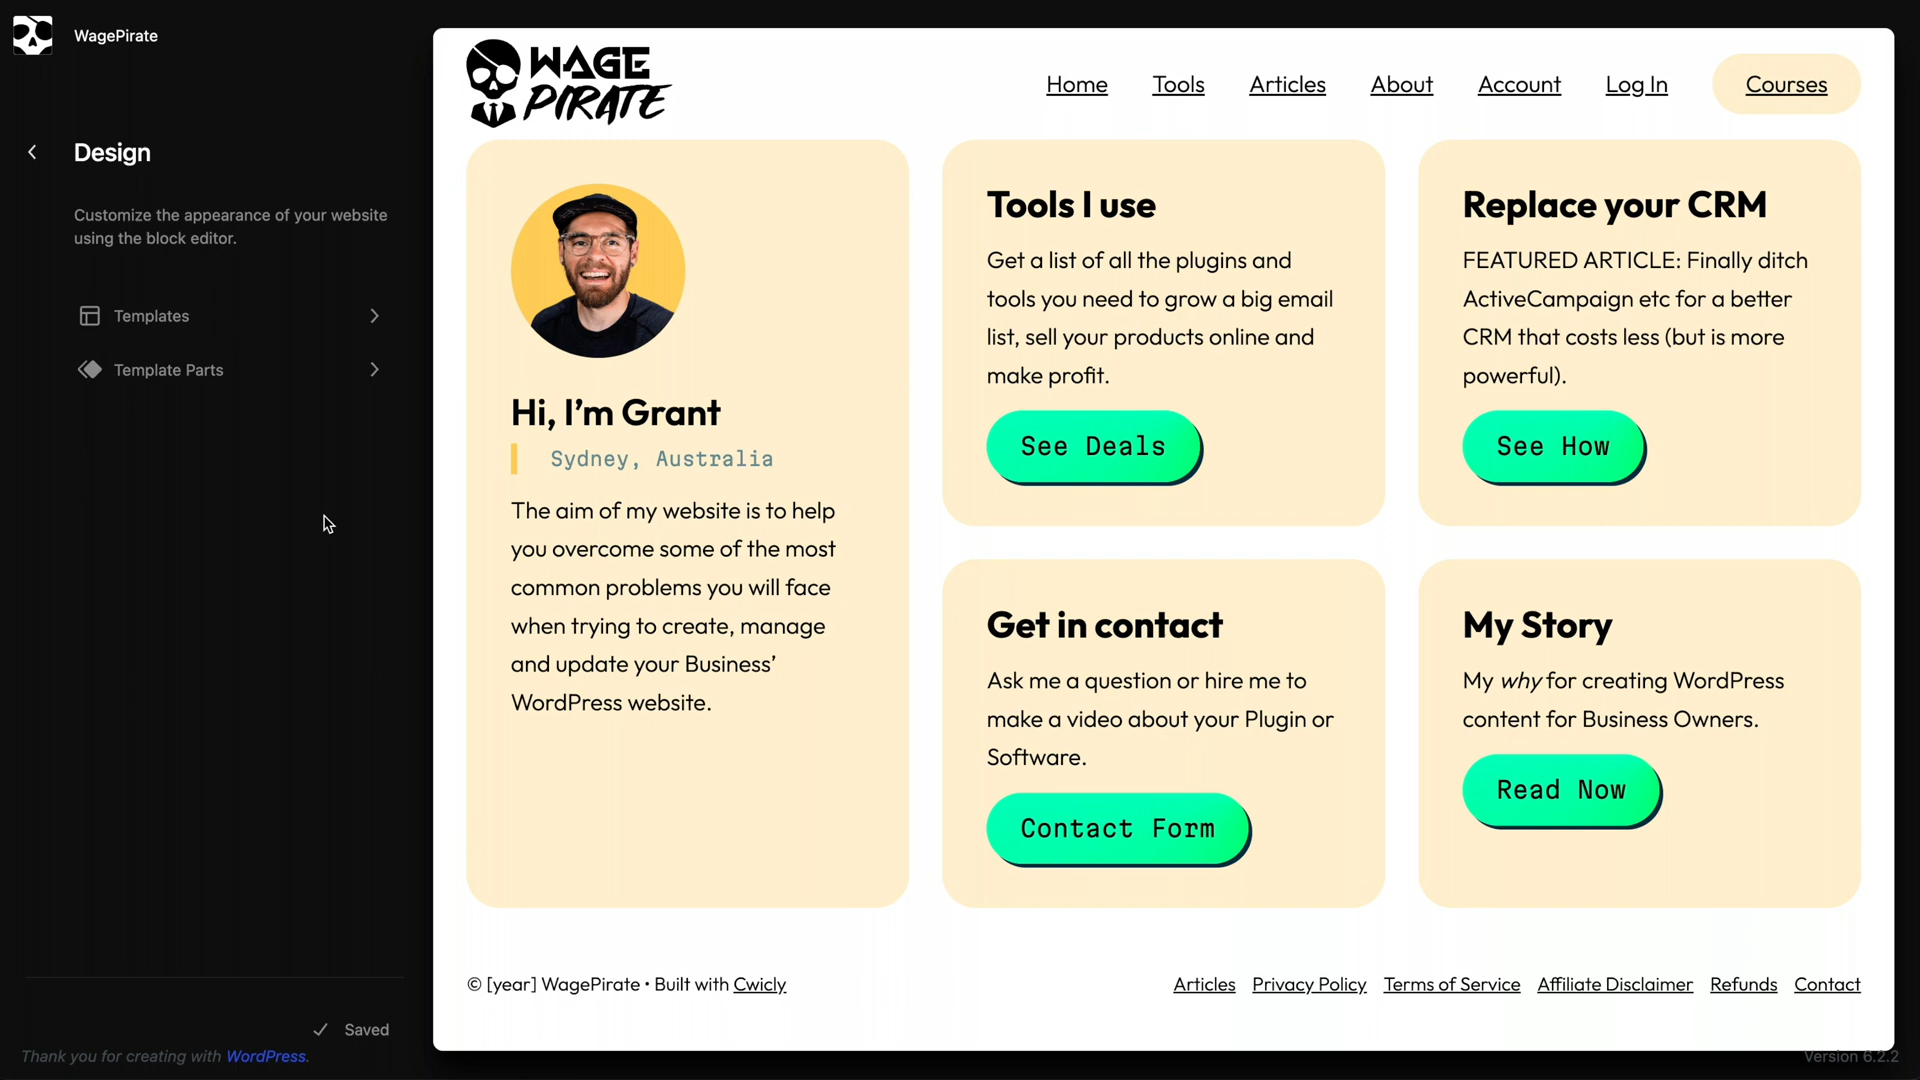 WagePirate
Design
Customize the appearance of your website
using the block editor.
Templates
Template Parts
Saved
Thank you for creating with WordPress.
WAGE
PIRATE
Home Tools Articles About Account Log In Courses
Hi, I’m Grant
Sydney, Australia
The aim of my website is to help
you overcome some of the most
common problems you will face
when trying to create, manage
and update your Business’
WordPress website.
Tools I use
Get a list of all the plugins and
tools you need to grow a big email
list, sell your products online and
make profit.
See Deals
Replace your CRM
FEATURED ARTICLE: Finally ditch
ActiveCampaign etc for a better
CRM that costs less (but is more
powerful).
See How
Get in contact
Ask me a question or hire me to
make a video about your Plugin or
Software.
Contact Form
My Story
My why for creating WordPress
content for Business Owners.
Read Now
© [year] WagePirate • Built with Cwicly
Articles Privacy Policy Terms of Service Affiliate Disclaimer Refunds Contact
Version 6.2.2